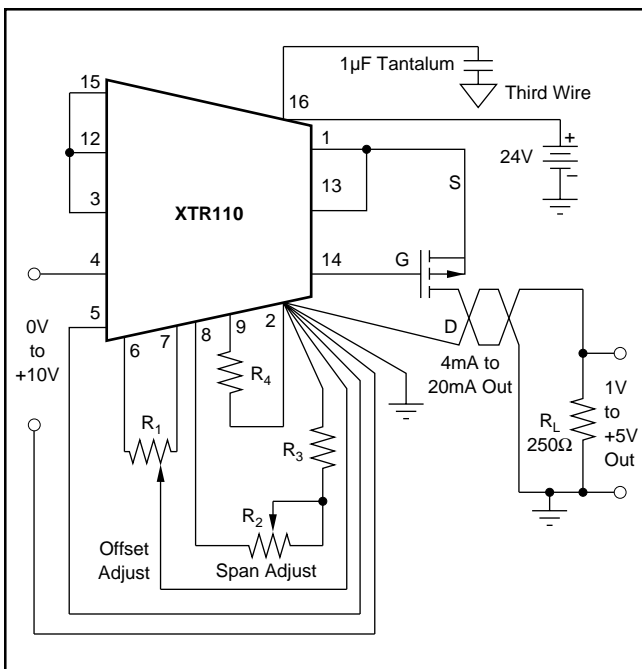 15
1µF Tantalum
Third Wire
16
1
12
+
24V
–
S
13
3
XTR110
4
14
G
5
2
D
0V
to
+10V
6
7
8
9
4mA to
20mA Out
R1
R4
R3
RL
250Ω
1V
to
+5V
Out
R2
Offset
Adjust
Span Adjust